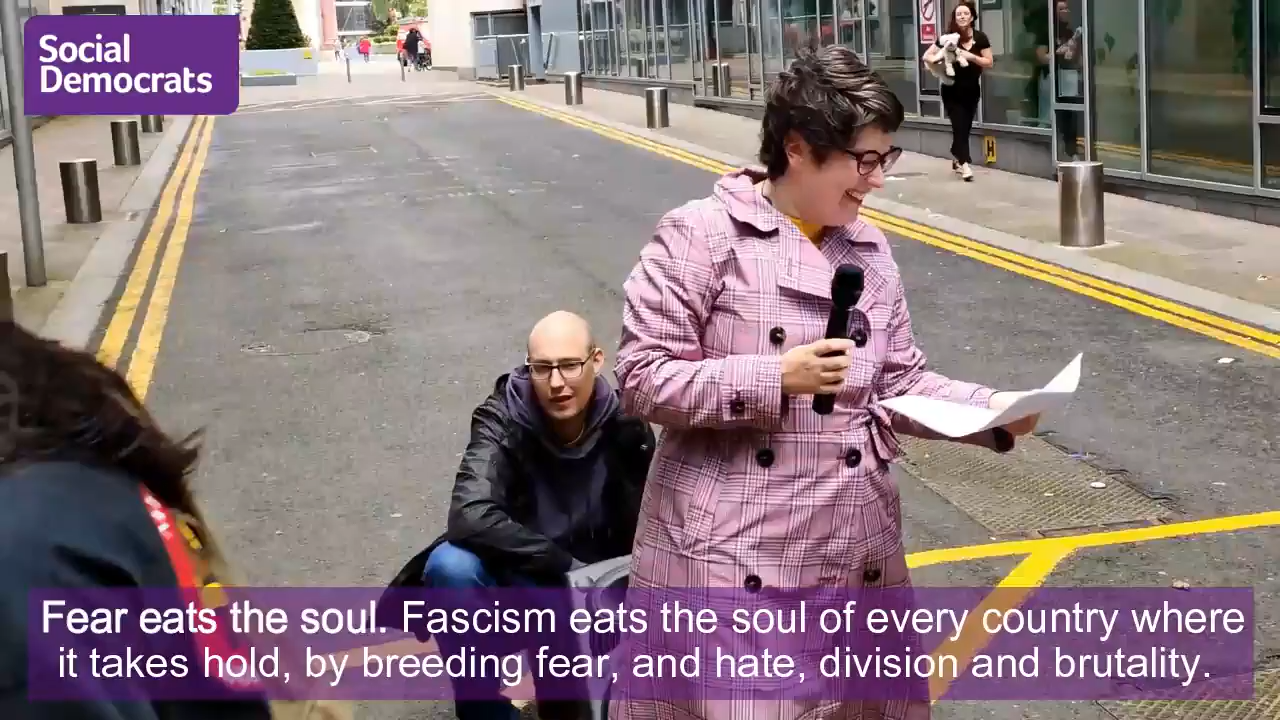 Social
Democrats
Fear eats the soul. Fascism eats the soul of every country where
it takes hold, by breeding fear, and hate, division and brutality.
H